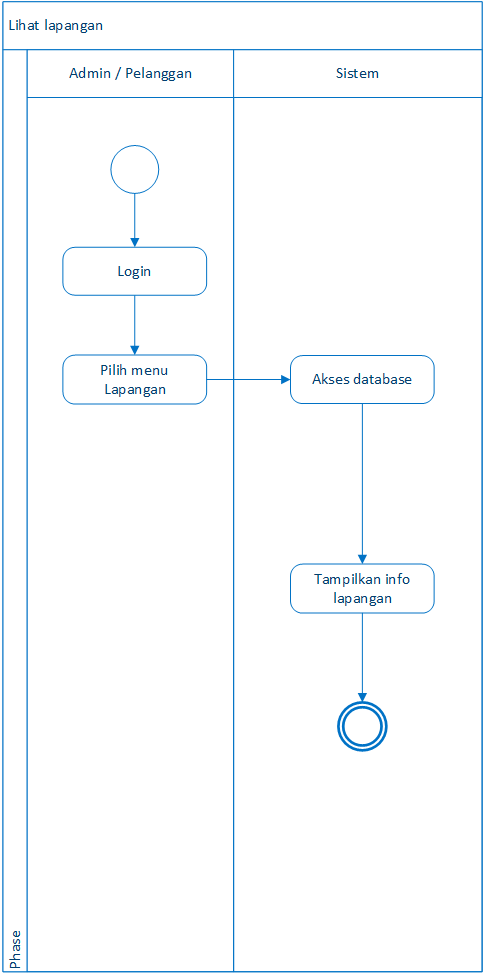 Lihat lapangan
Admin / Pelanggan
Sistem
Login
Pilih menu
Lapangan
Akses database
Tampilkan info
lapangan
Phase